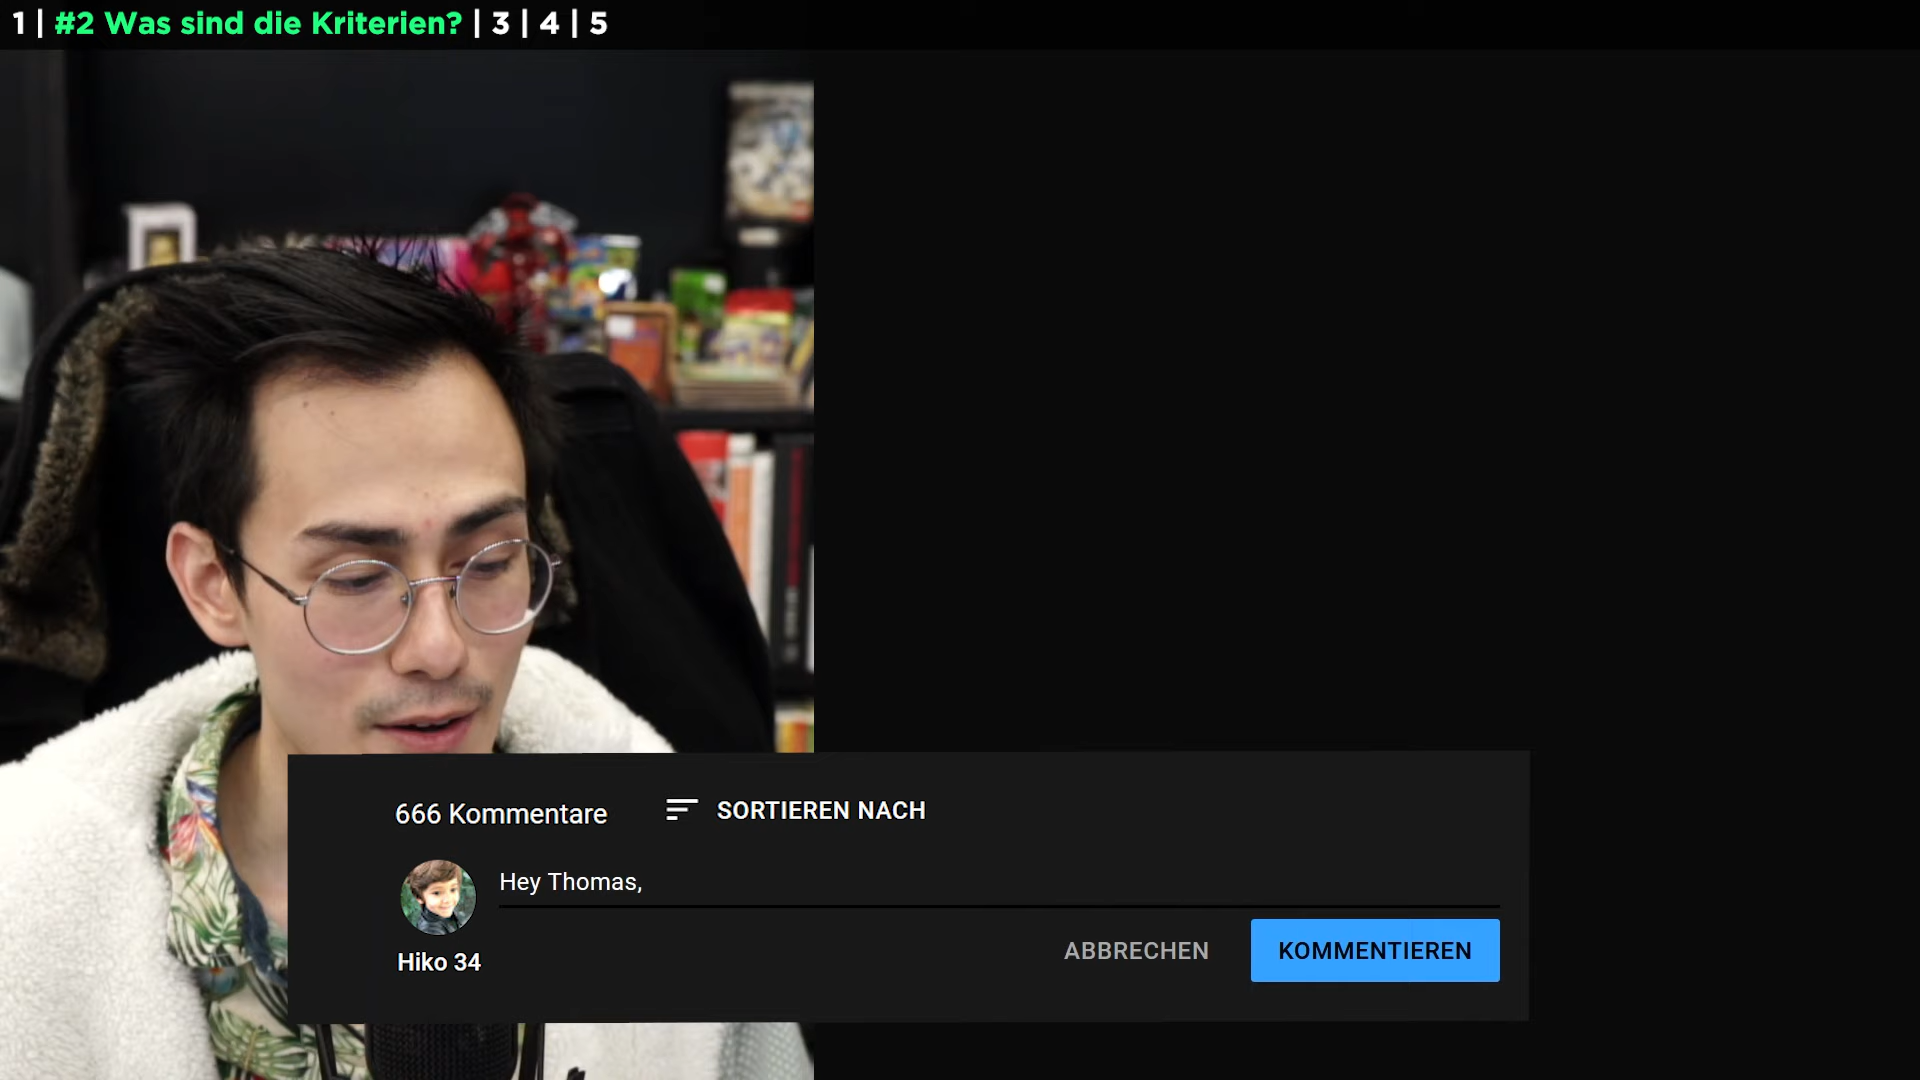 1 | #2 Was sind die Kriterien? | 3 | 4 | 5
666 Kommentare
SORTIEREN NACH
Hey Thomas,
Hiko 34
ABBRECHEN
KOMMENTIEREN